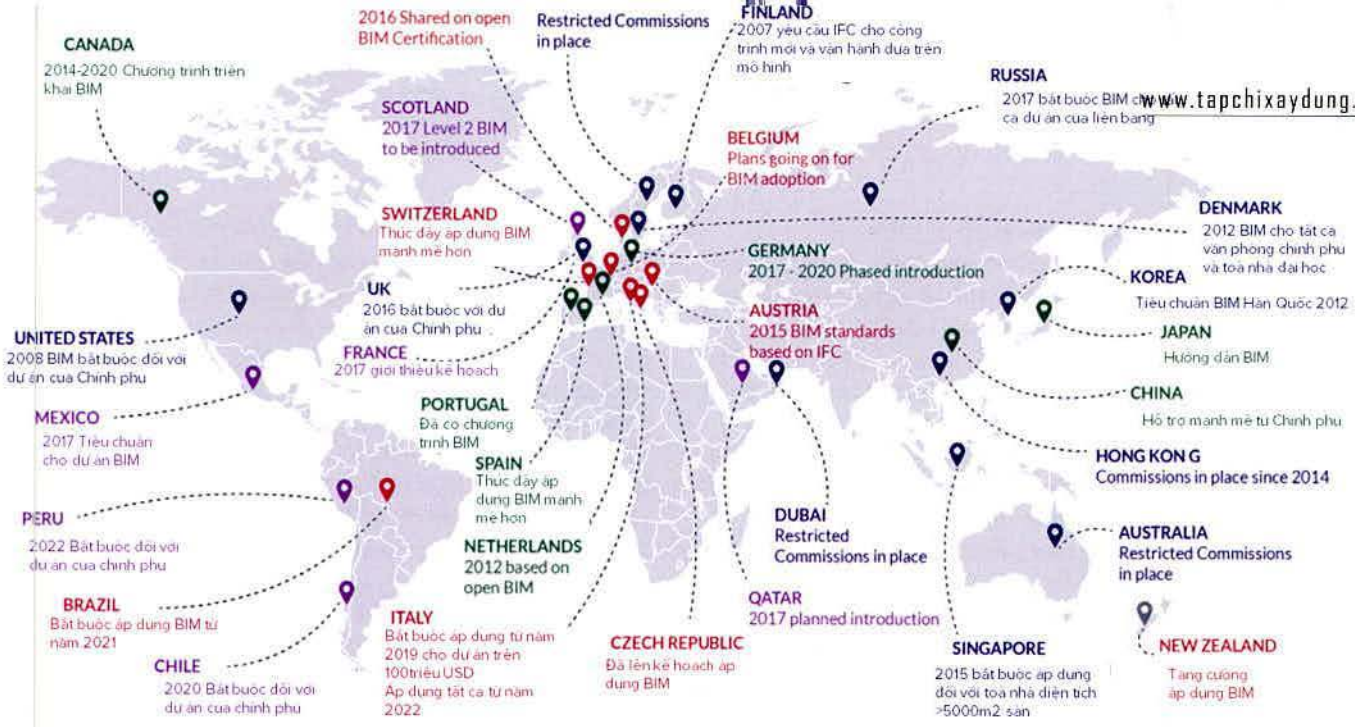 2016 Shared on open
BIM Certification
Restricted Commissions
in place
FINLAND
2007 yêu cầu IFC cho công
trình mới và vận hành dựa trên
mô hình
CANADA
2014-2020 Chương trình triển
khai BIM
RUSSIA
2017 bắt buộc BIM cho
cả dự án của liên bang
www.tapchixaydung.
SCOTLAND
2017 Level 2 BIM
to be introduced
BELGIUM
Plans going on for
BIM adoption
SWITZERLAND
Thúc đẩy áp dụng BIM
mạnh mẽ hơn
DENMARK
2012 BIM cho tất cả
văn phòng chính phủ
và toà nhà đại học
GERMANY
2017 - 2020 Phased introduction
KOREA
Tiêu chuẩn BIM Hàn Quốc 2012
UK
2016 bắt buộc với dự
án của Chính phủ
AUSTRIA
2015 BIM standards
based on IFC
JAPAN
Hướng dẫn BIM
UNITED STATES
2008 BIM bắt buộc đối với
dự án của Chính phủ
FRANCE
2017 giới thiệu kế hoạch
CHINA
Hỗ trợ mạnh mẽ từ Chính phủ
MEXICO
2017 Tiêu chuẩn
cho dự án BIM
PORTUGAL
Đã có chương
trình BIM
SPAIN
Thúc đẩy áp
dụng BIM mạnh
mẽ hơn
HONG KON G
Commissions in place since 2014
PERU
2022 Bắt buộc đối với
dự án của chính phủ
NETHERLANDS
2012 based on
open BIM
DUBAI
Restricted
Commissions in place
AUSTRALIA
Restricted Commissions
in place
BRAZIL
Bắt buộc áp dụng BIM từ
năm 2021
ITALY
Bắt buộc áp dụng từ năm
2019 cho dự án trên
100triệu USD
Áp dụng tất cả từ năm
2022
QATAR
2017 planned introduction
CZECH REPUBLIC
Đã lên kế hoạch áp
dụng BIM
CHILE
2020 Bắt buộc đối với
dự án của chính phủ
SINGAPORE
2015 bắt buộc áp dụng
đối với toà nhà diện tích
>5000m2 sàn
NEW ZEALAND
Tăng cường
áp dụng BIM